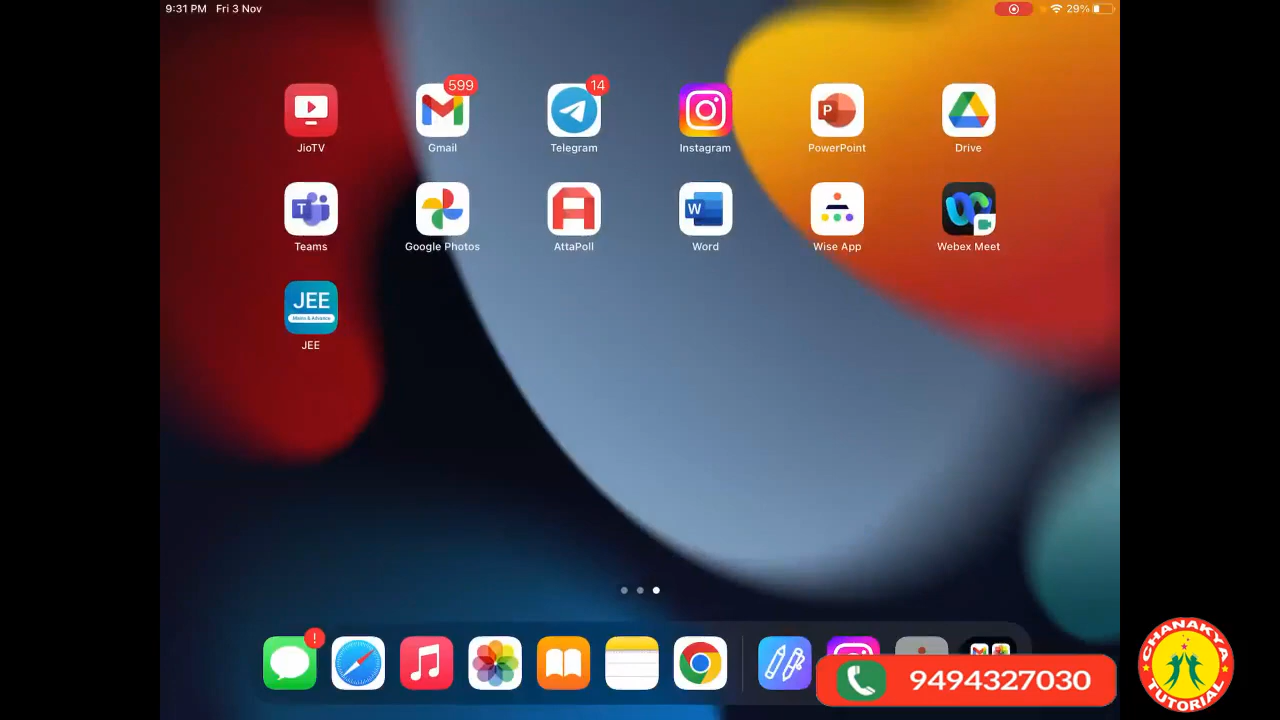 9:31 PM Fri 3 Nov 29%
599 14
JioTV Gmail Telegram Instagram PowerPoint Drive
P
T W
Teams Google Photos AttaPoll Word Wise App Webex Meet
JEE
Mains & Advance
JEE
!
9494327030
CHANAKYA
TUTORIAL